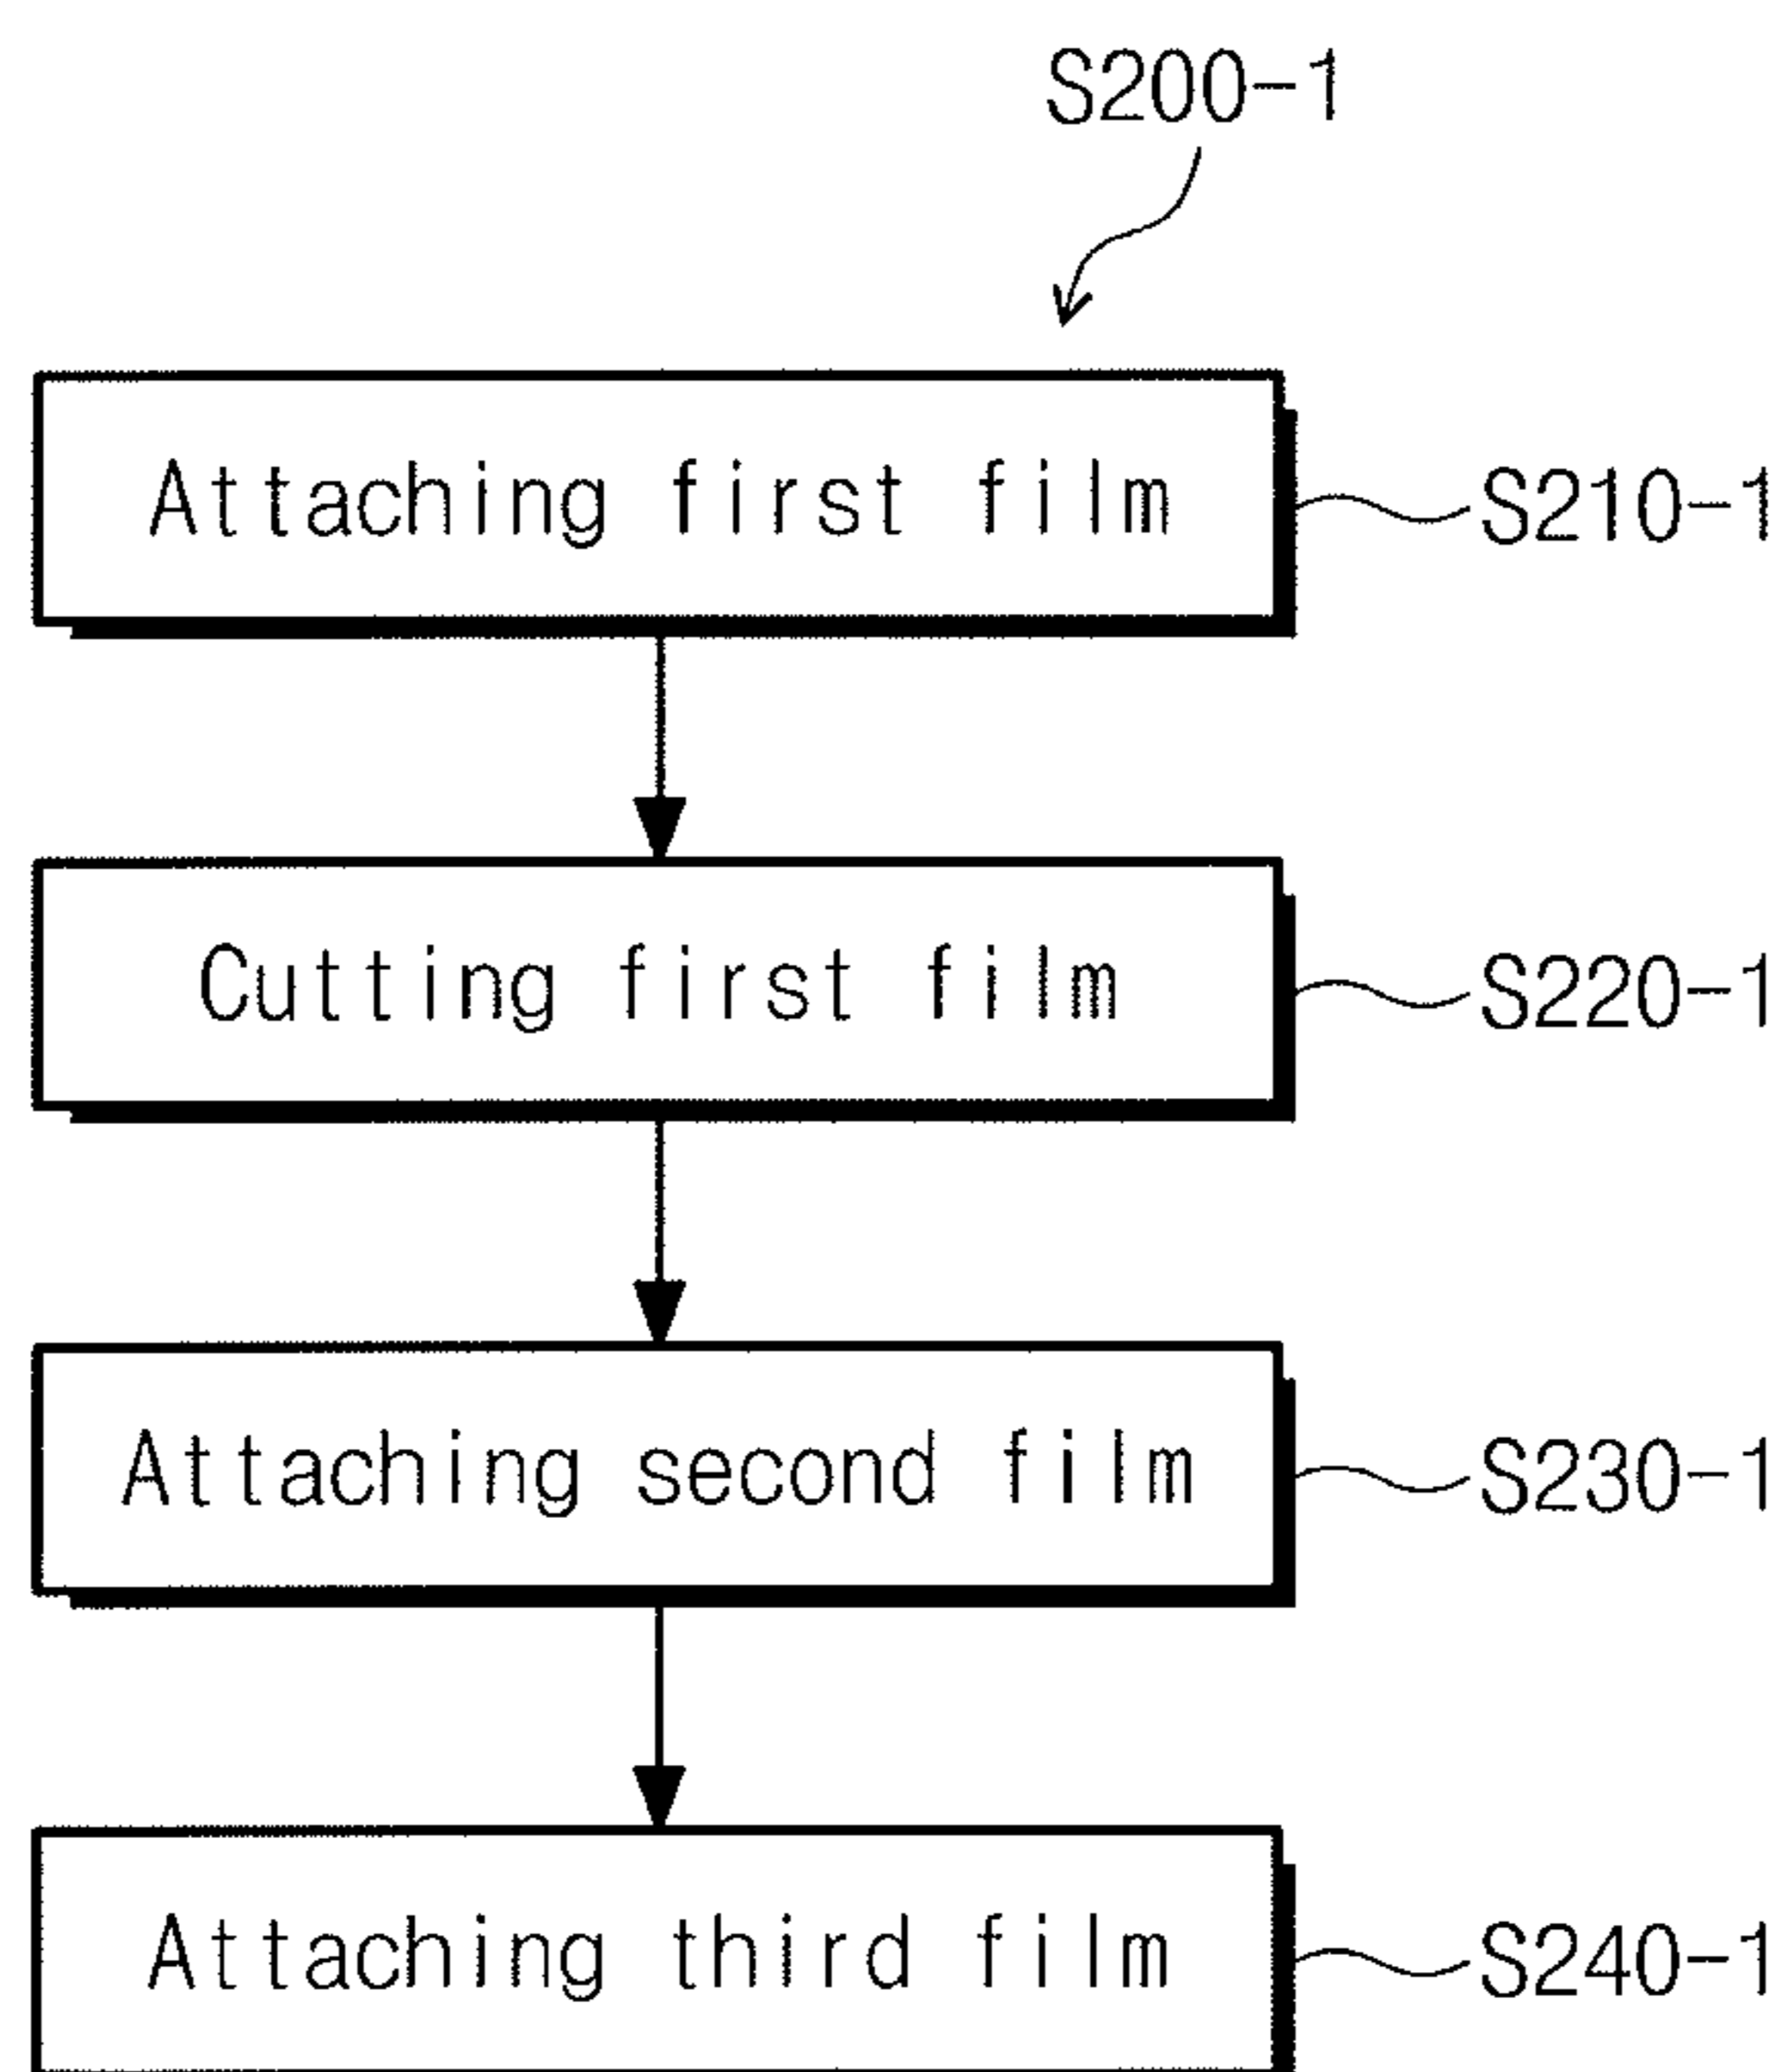 S200-1
Attaching first film
S210-1
Cutting first film
S220-1
Attaching second film
S230-1
Attaching third film
S240-1